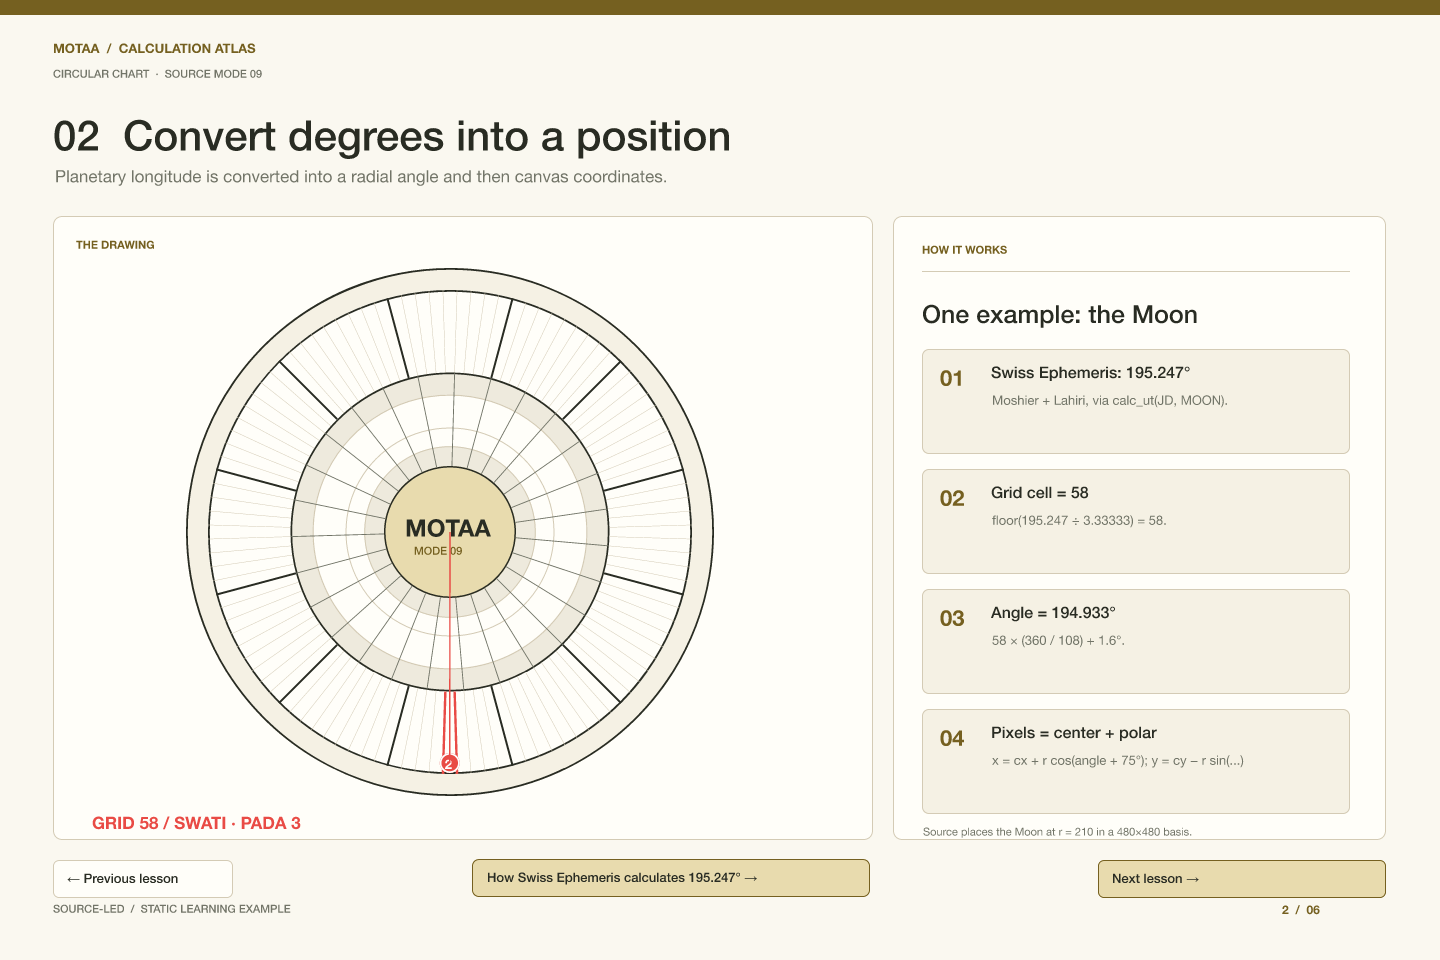 MOTAA / CALCULATION ATLAS
CIRCULAR CHART · SOURCE MODE 09
02 Convert degrees into a position
Planetary longitude is converted into a radial angle and then canvas coordinates.
THE DRAWING
MOTAA
MODE 09
2
GRID 58 / SWATI · PADA 3
HOW IT WORKS
One example: the Moon
01 Swiss Ephemeris: 195.247°
Moshier + Lahiri, via calc_ut(JD, MOON).
02 Grid cell = 58
floor(195.247 ÷ 3.33333) = 58.
03 Angle = 194.933°
58 × (360 / 108) + 1.6°.
04 Pixels = center + polar
x = cx + r cos(angle + 75°); y = cy − r sin(...)
Source places the Moon at r = 210 in a 480×480 basis.
← Previous lesson
How Swiss Ephemeris calculates 195.247° →
Next lesson →
SOURCE-LED / STATIC LEARNING EXAMPLE
2 / 06